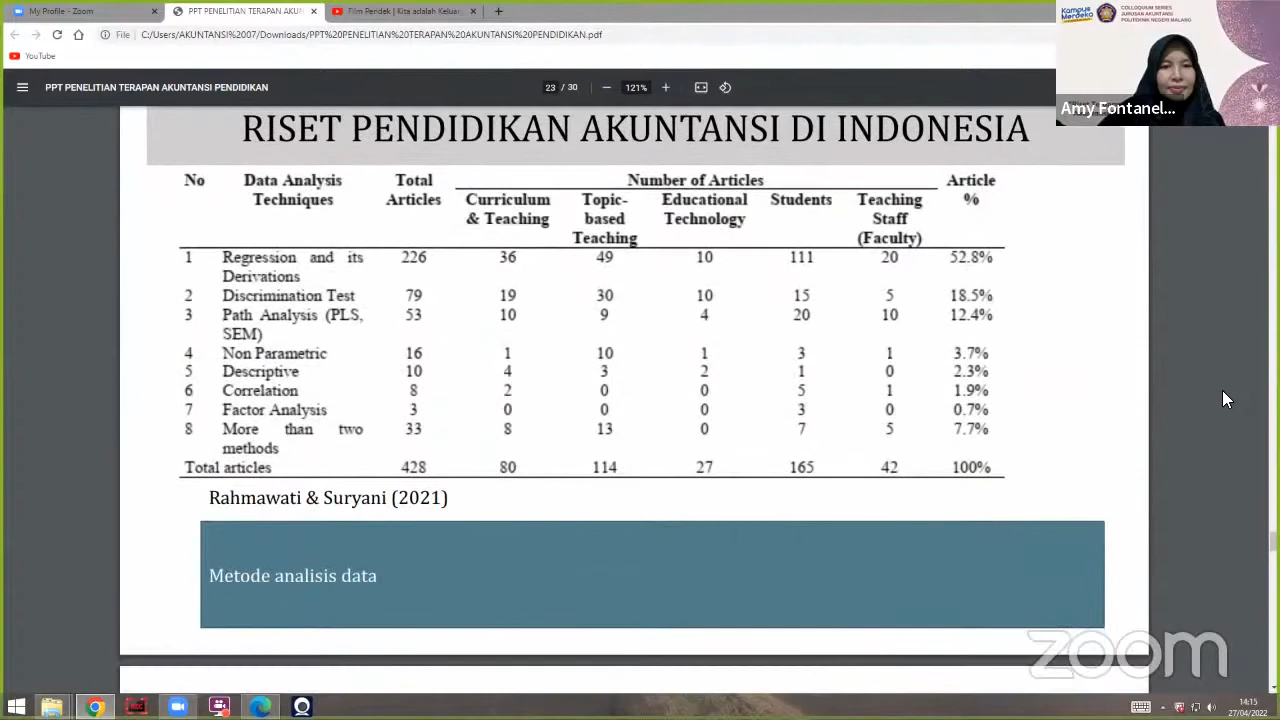 My Profile - Zoom
PPT PENELITIAN TERAPAN AKUNT
Film Pendek | Kita adalah Keluar
File
C:/Users/AKUNTANSI%2007/Downloads/PPT%20PENELITIAN%20TERAPAN%20AKUNTANSI%20PENDIDIKAN.pdf
YouTube
PPT PENELITIAN TERAPAN AKUNTANSI PENDIDIKAN
23 / 30
121%
Kampus Merdeka
COLLOQUIUM SERIES
JURUSAN AKUNTANSI
POLITEKNIK NEGERI MALANG
Amy Fontanel...
RISET PENDIDIKAN AKUNTANSI DI INDONESIA
No Data Analysis Total Number of Articles Article
Techniques Articles Curriculum Topic- Educational Students Teaching %
& Teaching based Technology Staff
Teaching (Faculty)
1 Regression and its 226 36 49 10 111 20 52.8%
Derivations
2 Discrimination Test 79 19 30 10 15 5 18.5%
3 Path Analysis (PLS, 53 10 9 4 20 10 12.4%
SEM)
4 Non Parametric 16 1 10 1 3 1 3.7%
5 Descriptive 10 4 3 2 1 0 2.3%
6 Correlation 8 2 0 0 5 1 1.9%
7 Factor Analysis 3 0 0 0 3 0 0.7%
8 More than two 33 8 13 0 7 5 7.7%
methods
Total articles 428 80 114 27 165 42 100%
Rahmawati & Suryani (2021)
Metode analisis data
zoom
14:15
27/04/2022